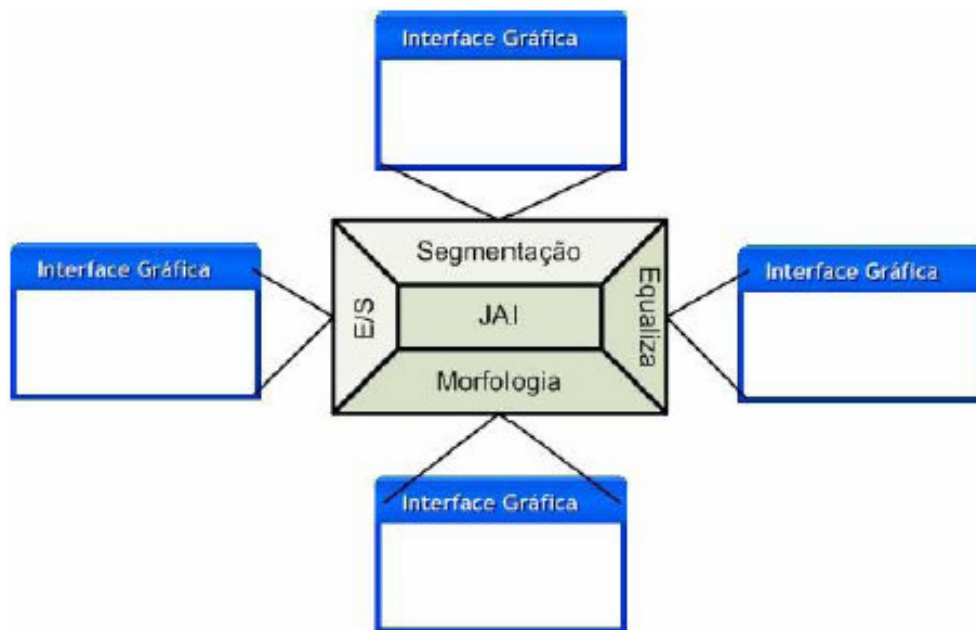 Interface Gráfica
Interface Gráfica
Segmentação
E/S
JAI
Equaliza
Morfologia
Interface Gráfica
Interface Gráfica